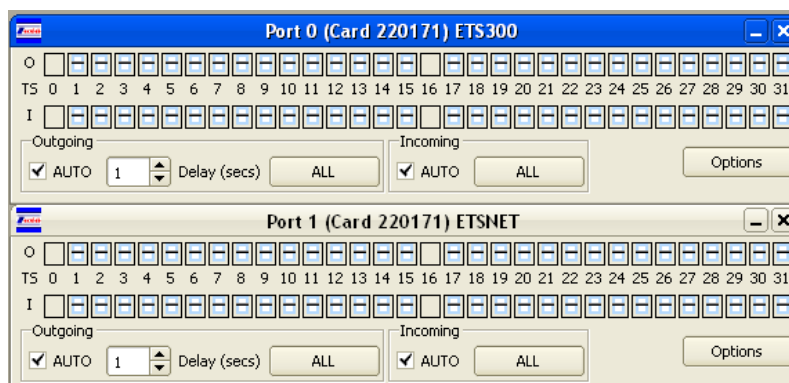 Port 0 (Card 220171) ETS300
O
TS 0 1 2 3 4 5 6 7 8 9 10 11 12 13 14 15 16 17 18 19 20 21 22 23 24 25 26 27 28 29 30 31
I
Outgoing Incoming
AUTO 1 Delay (secs) ALL AUTO ALL Options
Port 1 (Card 220171) ETSNET
O
TS 0 1 2 3 4 5 6 7 8 9 10 11 12 13 14 15 16 17 18 19 20 21 22 23 24 25 26 27 28 29 30 31
I
Outgoing Incoming
AUTO 1 Delay (secs) ALL AUTO ALL Options